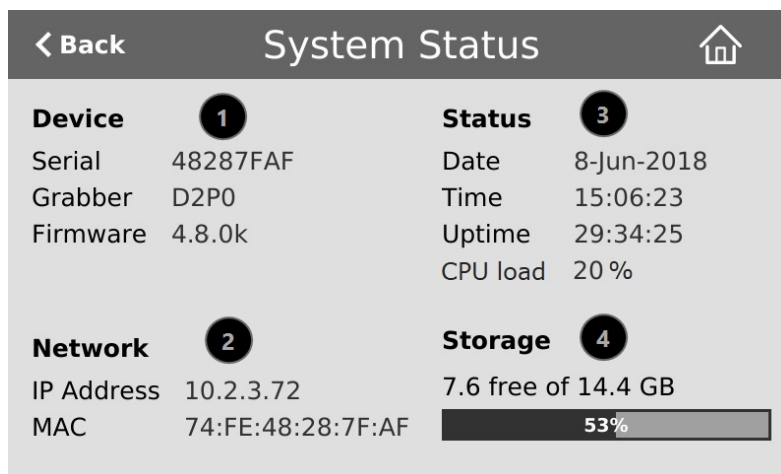 Back System Status
Device 1
Serial 48287FAF
Grabber D2P0
Firmware 4.8.0k
Status 3
Date 8-Jun-2018
Time 15:06:23
Uptime 29:34:25
CPU load 20 %
Network 2
IP Address 10.2.3.72
MAC 74:FE:48:28:7F:AF
Storage 4
7.6 free of 14.4 GB
53%